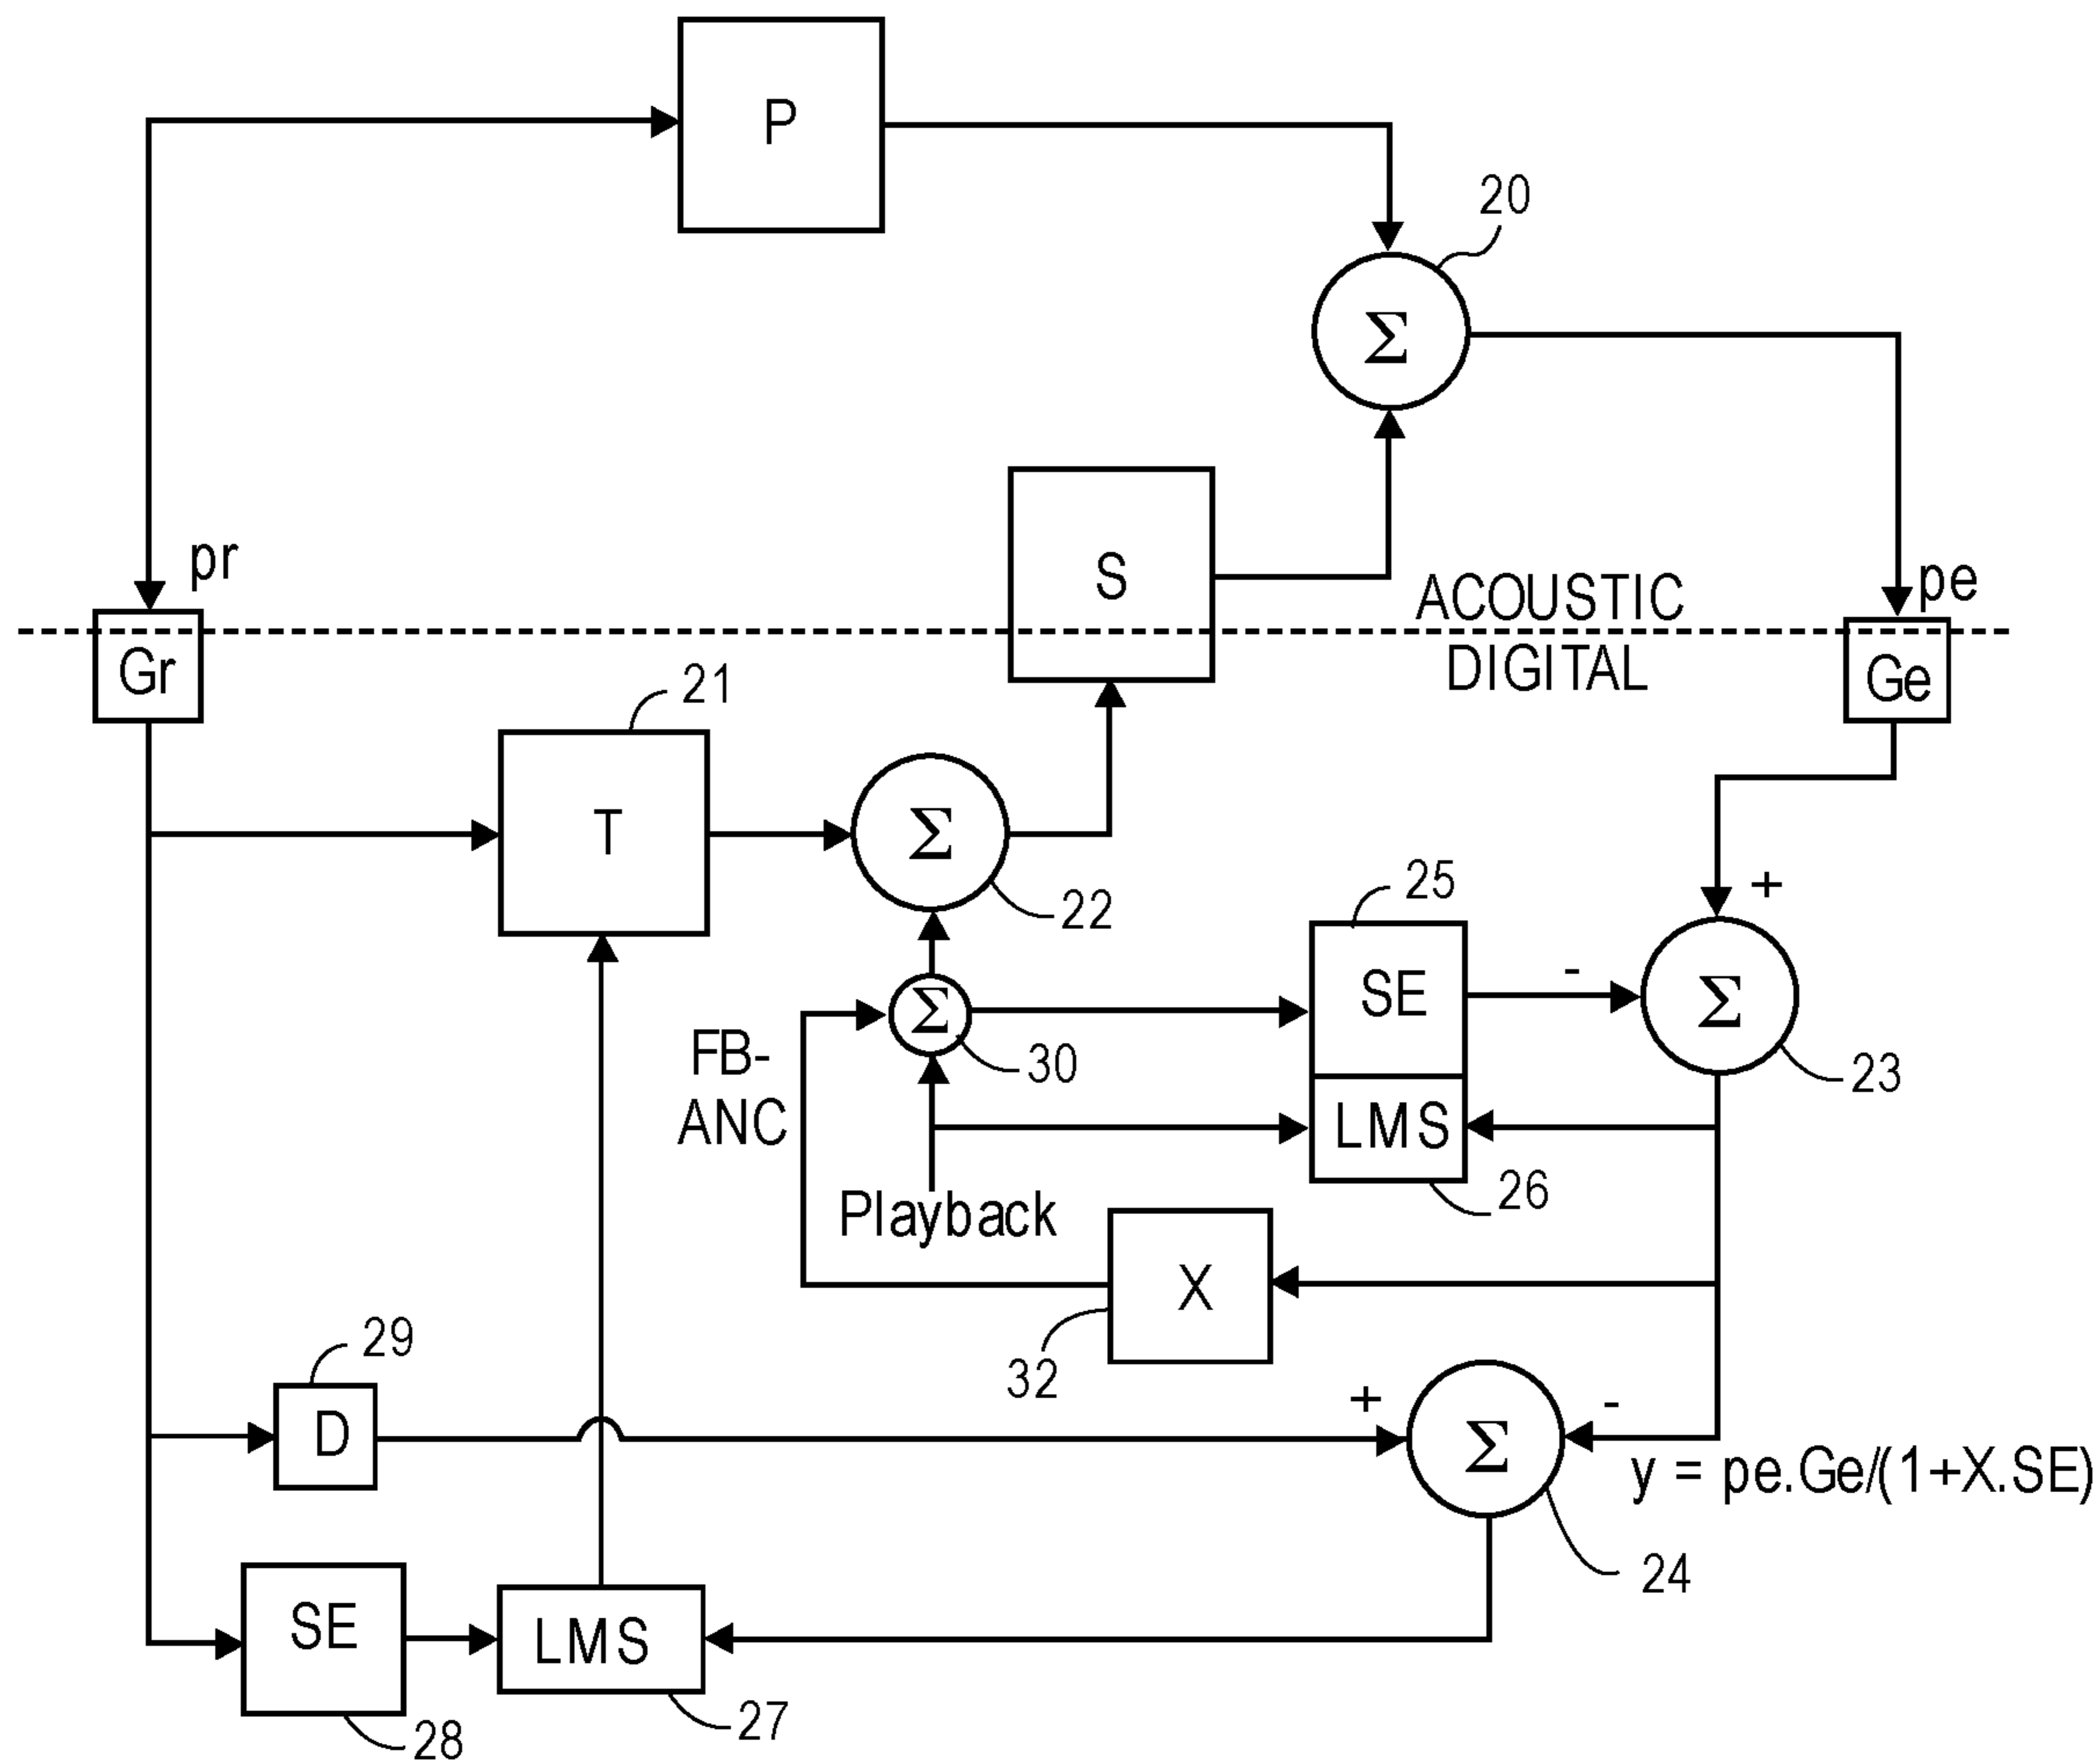 P
20
Σ
pr
S
ACOUSTIC
pe
Gr
DIGITAL
Ge
21
T
Σ
22
25
+
SE
-
Σ
FB-
ANC
Σ
30
23
LMS
26
Playback
X
32
29
D
+
-
Σ
y = pe.Ge/(1+X.SE)
24
SE
LMS
28
27